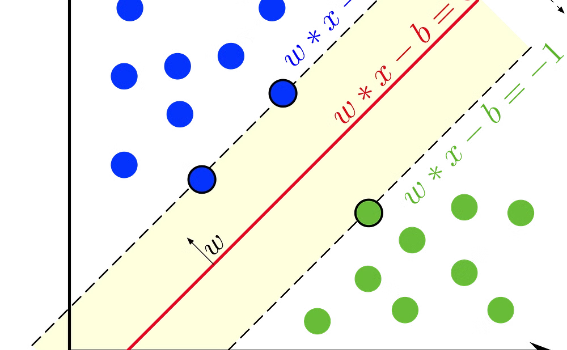 w * x −
w * x − b =
w * x − b = −1
w